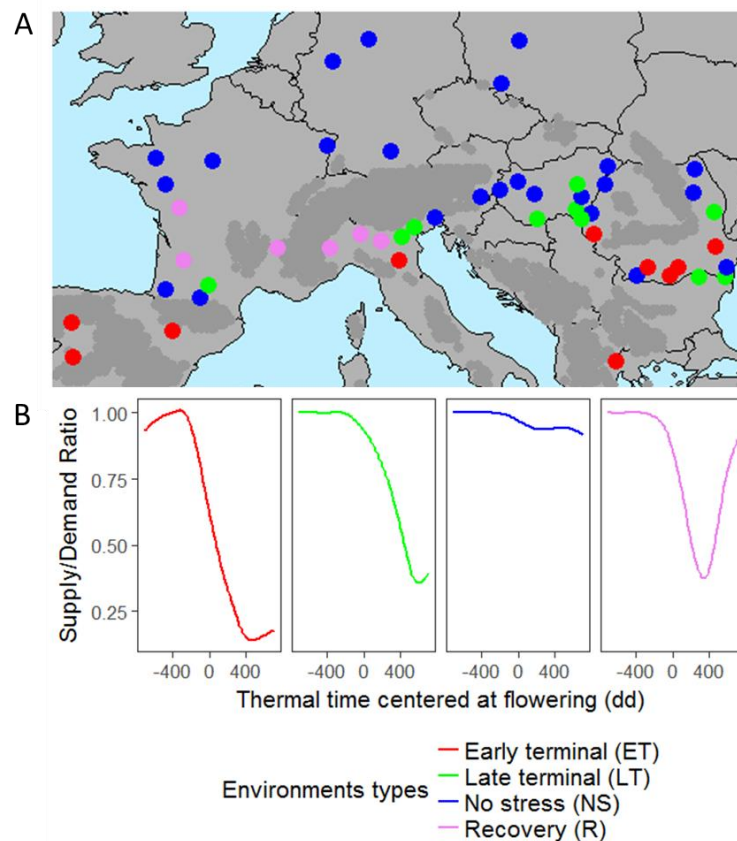 A
B
Supply/Demand Ratio
1.00
0.75
0.50
0.25
-400 0 400 -400 0 400 -400 0 400 -400 0 400
Thermal time centered at flowering (dd)
Environments types
Early terminal (ET)
Late terminal (LT)
No stress (NS)
Recovery (R)